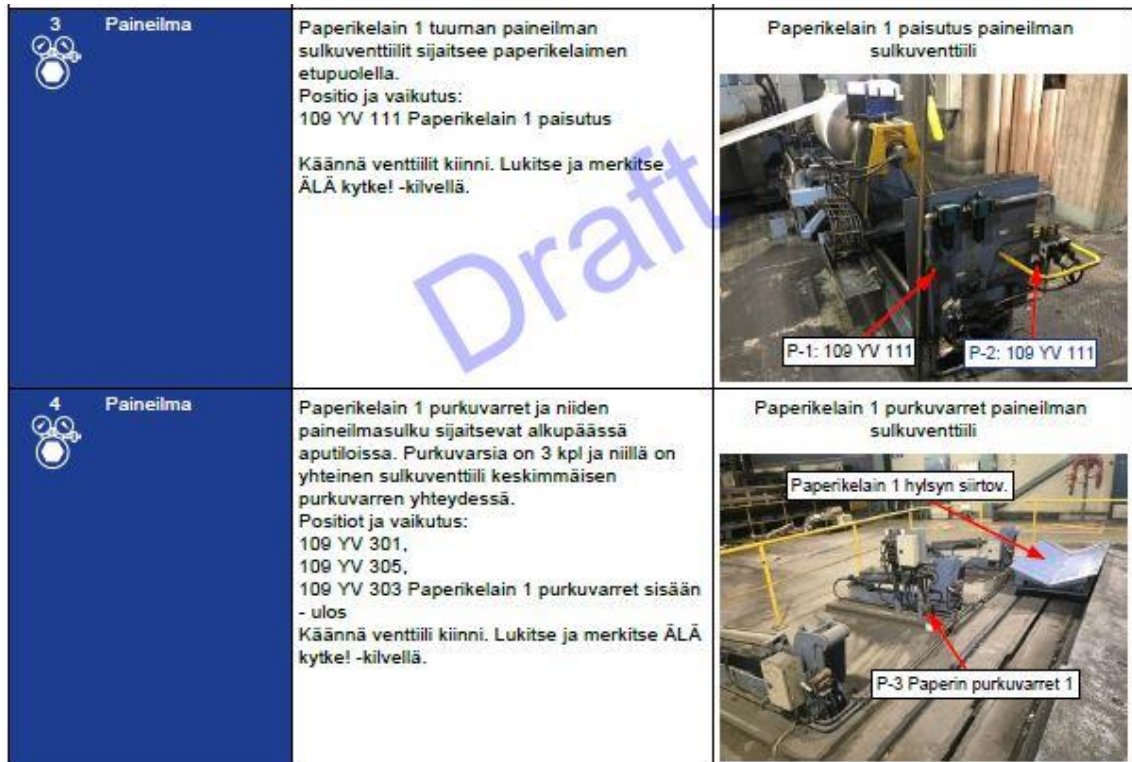 3 Paineilma
Paperikelain 1 tuuman paineilman
sulkuventtiilit sijaitsee paperikelaimen
etupuolella.
Positio ja vaikutus:
109 YV 111 Paperikelain 1 paisutus
Käännä venttiilit kiinni. Lukitse ja merkitse
ÄLÄ kytke! -kilvellä.
Paperikelain 1 paisutus paineilman
sulkuventtiili
P-1: 109 YV 111
P-2: 109 YV 111
Draft
4 Paineilma
Paperikelain 1 purkuvarret ja niiden
paineilmasulku sijaitsevat alkupäässä
aputiloissa. Purkuvarsia on 3 kpl ja niillä on
yhteinen sulkuventtiili keskimmäisen
purkuvarren yhteydessä.
Positiot ja vaikutus:
109 YV 301,
109 YV 305,
109 YV 303 Paperikelain 1 purkuvarret sisään
- ulos
Käännä venttiili kiinni. Lukitse ja merkitse ÄLÄ
kytke! -kilvellä.
Paperikelain 1 purkuvarret paineilman
sulkuventtiili
Paperikelain 1 hylsyn siirtov.
P-3 Paperin purkuvarret 1